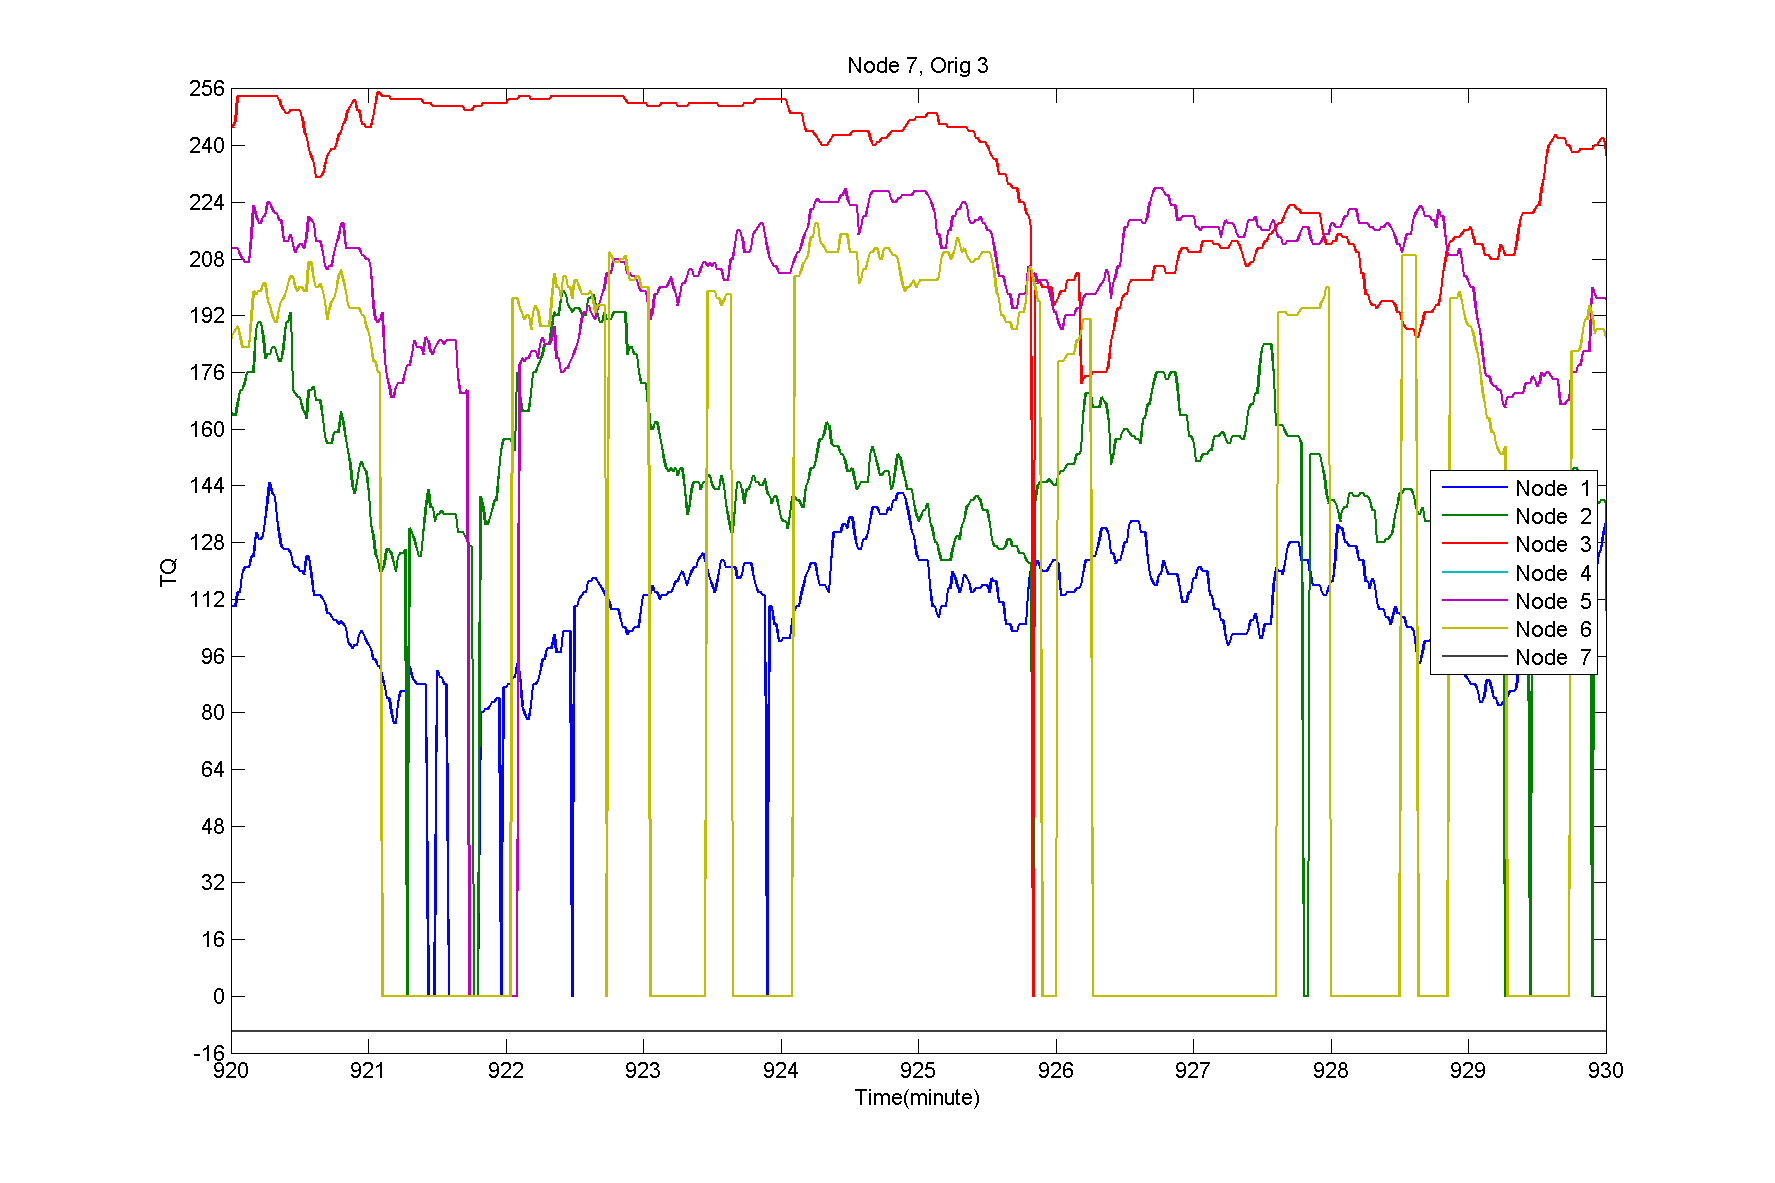 Node 7, Orig 3
256
240
224
208
192
176
160
144
128
112
96
80
64
48
32
16
0
-16
TQ
Node 1
Node 2
Node 3
Node 4
Node 5
Node 6
Node 7
920 921 922 923 924 925 926 927 928 929 930
Time(minute)